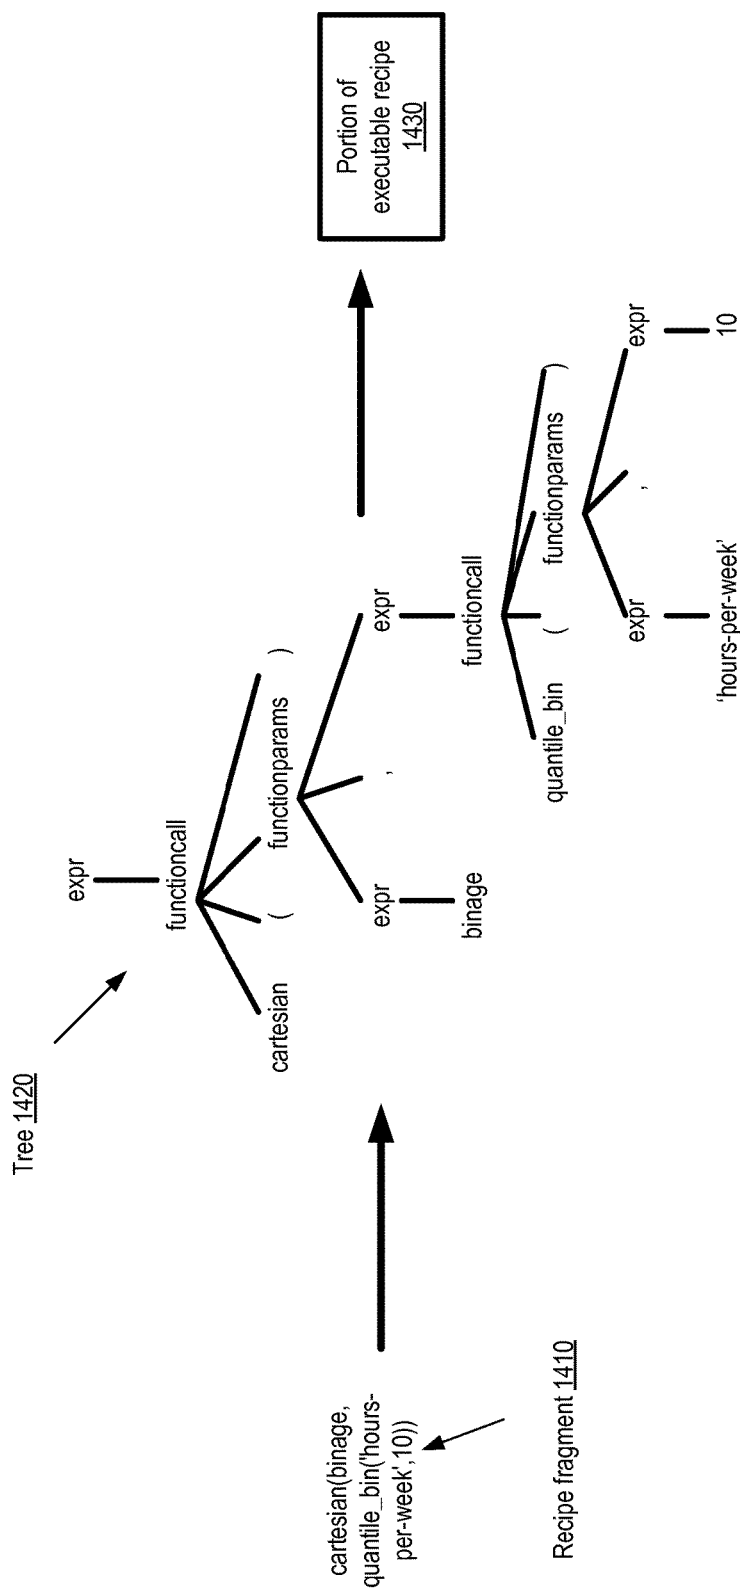 Tree 1420
expr
functioncall
cartesian
(
functionparams
)
expr
,
expr
binage
functioncall
quantile_bin
(
functionparams
)
expr
,
expr
'hours-per-week'
10
cartesian(binage,
quantile_bin('hours-
per-week',10))
Recipe fragment 1410
Portion of
executable recipe
1430